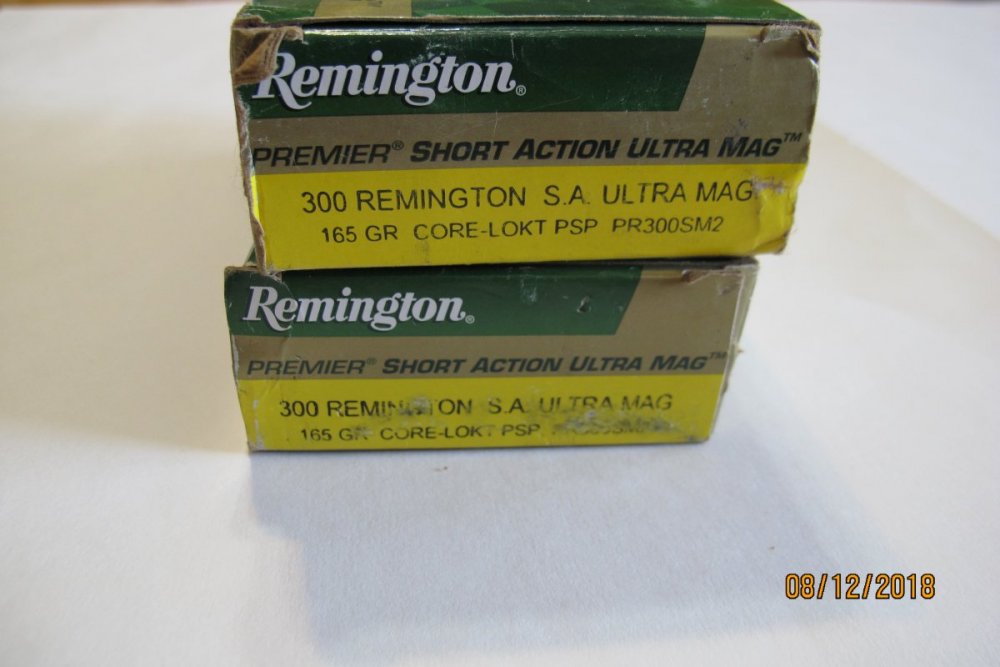 Remington®
PREMIER® SHORT ACTION ULTRA MAG™
300 REMINGTON S.A. ULTRA MAG
165 GR CORE-LOKT PSP PR300SM2
Remington®
PREMIER® SHORT ACTION ULTRA MAG™
300 REMINGTON S.A. ULTRA MAG
165 GR CORE-LOKT PSP
08/12/2018